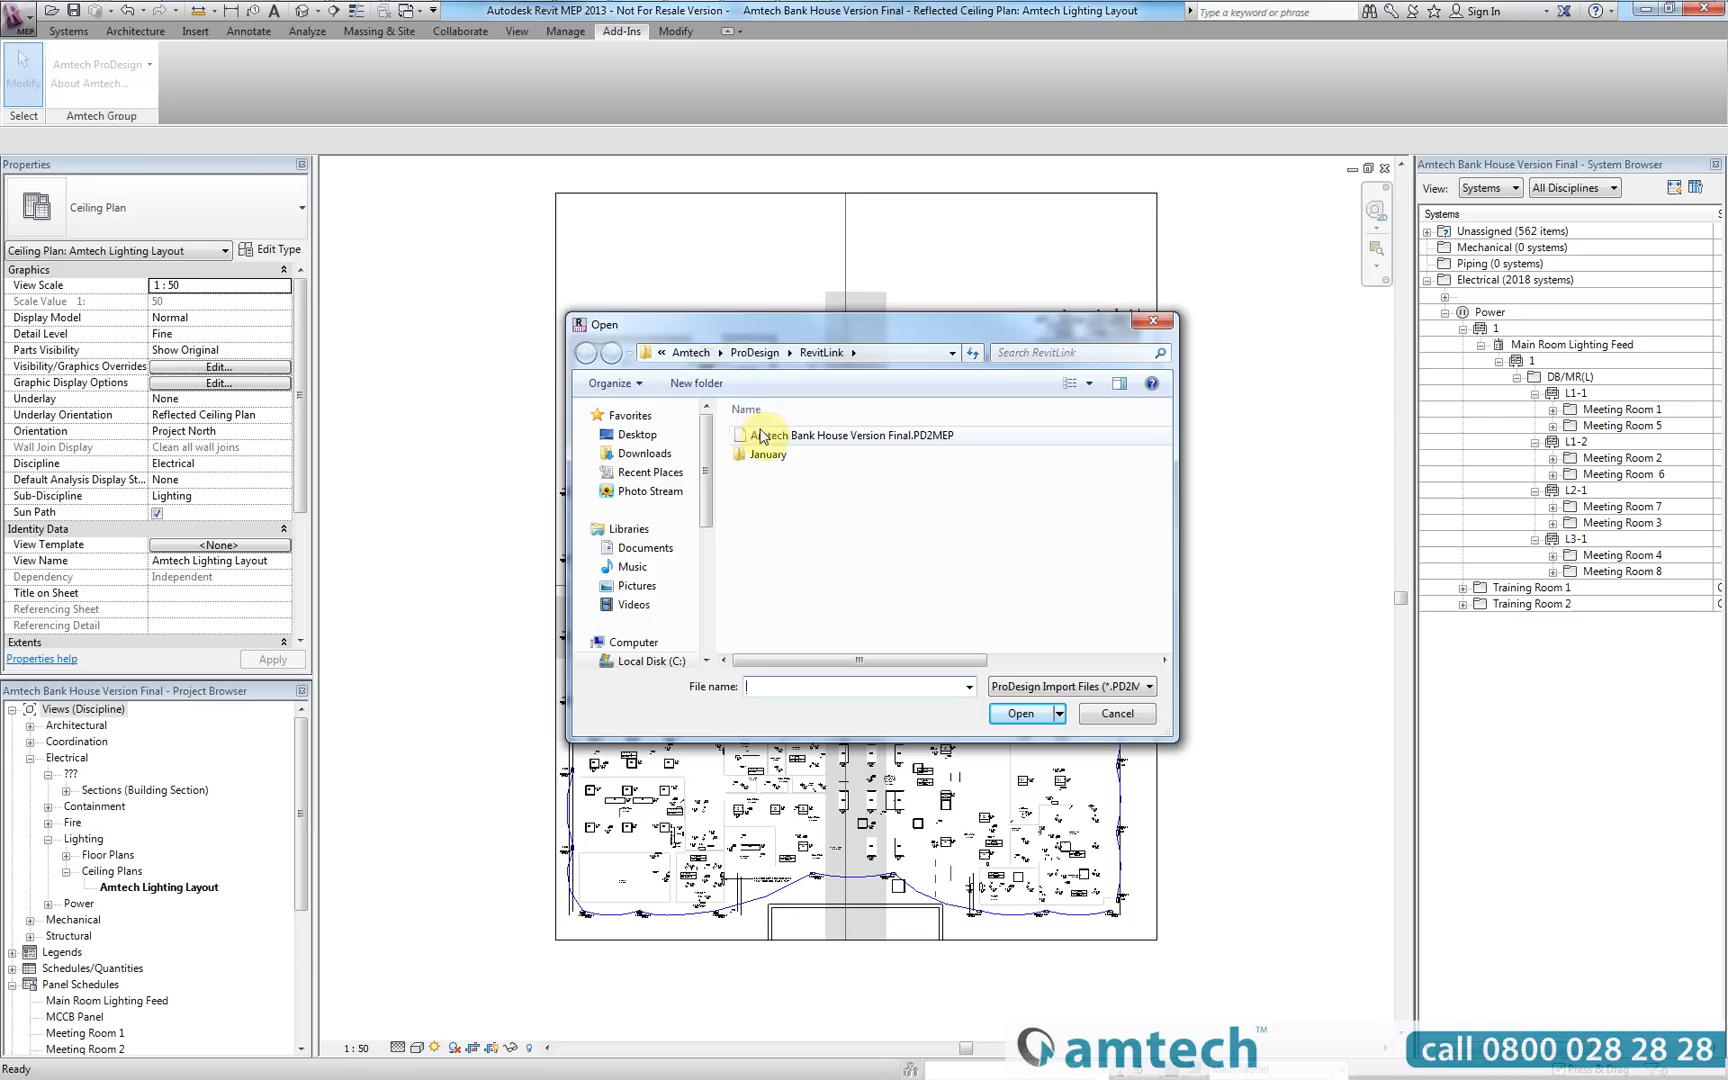 Autodesk Revit MEP 2013 - Not For Resale Version - Amtech Bank House Version Final - Reflected Ceiling Plan: Amtech Lighting Layout
Type a keyword or phrase
Sign In
MEP
Systems Architecture Insert Annotate Analyze Massing & Site Collaborate View Manage Add-Ins Modify
Modify
Amtech ProDesign
About Amtech...
Select
Amtech Group
Properties
Ceiling Plan
Ceiling Plan: Amtech Lighting Layout
Edit Type
Graphics
View Scale 1 : 50
Scale Value 1: 50
Display Model Normal
Detail Level Fine
Parts Visibility Show Original
Visibility/Graphics Overrides Edit...
Graphic Display Options Edit...
Underlay None
Underlay Orientation Reflected Ceiling Plan
Orientation Project North
Wall Join Display Clean all wall joins
Discipline Electrical
Default Analysis Display St... None
Sub-Discipline Lighting
Sun Path
Identity Data
View Template <None>
View Name Amtech Lighting Layout
Dependency Independent
Title on Sheet
Referencing Sheet
Referencing Detail
Extents
Properties help
Apply
Amtech Bank House Version Final - Project Browser
Views (Discipline)
Architectural
Coordination
Electrical
???
Sections (Building Section)
Containment
Fire
Lighting
Floor Plans
Ceiling Plans
Amtech Lighting Layout
Power
Mechanical
Structural
Legends
Schedules/Quantities
Panel Schedules
Main Room Lighting Feed
MCCB Panel
Meeting Room 1
Meeting Room 2
Ready
Open
« Amtech ProDesign RevitLink
Search RevitLink
Organize
New folder
Favorites
Desktop
Downloads
Recent Places
Photo Stream
Libraries
Documents
Music
Pictures
Videos
Computer
Local Disk (C:)
Name
Amtech Bank House Version Final.PD2MEP
January
File name:
ProDesign Import Files (*.PD2M
Open
Cancel
1 : 50
Amtech Bank House Version Final - System Browser
View: Systems All Disciplines
Systems
Unassigned (562 items)
Mechanical (0 systems)
Piping (0 systems)
Electrical (2018 systems)
Power
1
Main Room Lighting Feed
1
DB/MR(L)
L1-1
Meeting Room 1
Meeting Room 5
L1-2
Meeting Room 2
Meeting Room 6
L2-1
Meeting Room 7
Meeting Room 3
L3-1
Meeting Room 4
Meeting Room 8
Training Room 1
Training Room 2
amtech™
call 0800 028 28 28